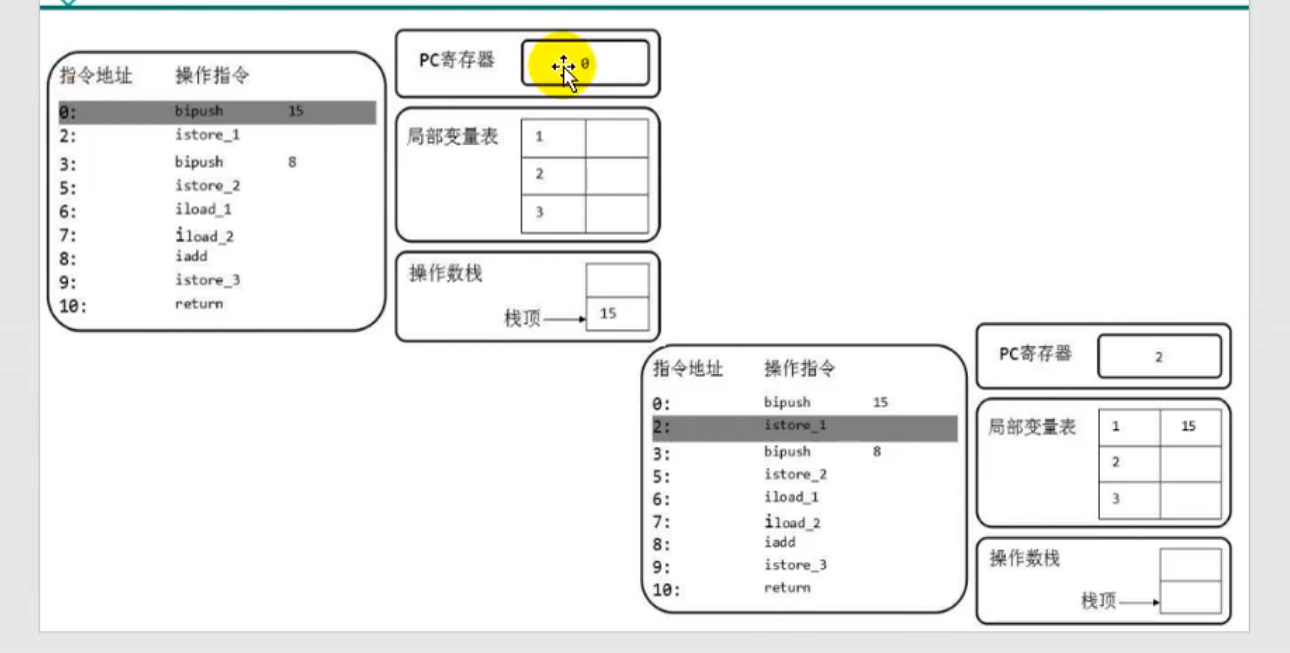 指令地址 操作指令
0: bipush 15
2: istore_1
3: bipush 8
5: istore_2
6: iload_1
7: iload_2
8: iadd
9: istore_3
10: return
PC寄存器 0
局部变量表 1
2
3
操作数栈
栈顶 15
指令地址 操作指令
0: bipush 15
2: istore_1
3: bipush 8
5: istore_2
6: iload_1
7: iload_2
8: iadd
9: istore_3
10: return
PC寄存器 2
局部变量表 1 15
2
3
操作数栈
栈顶